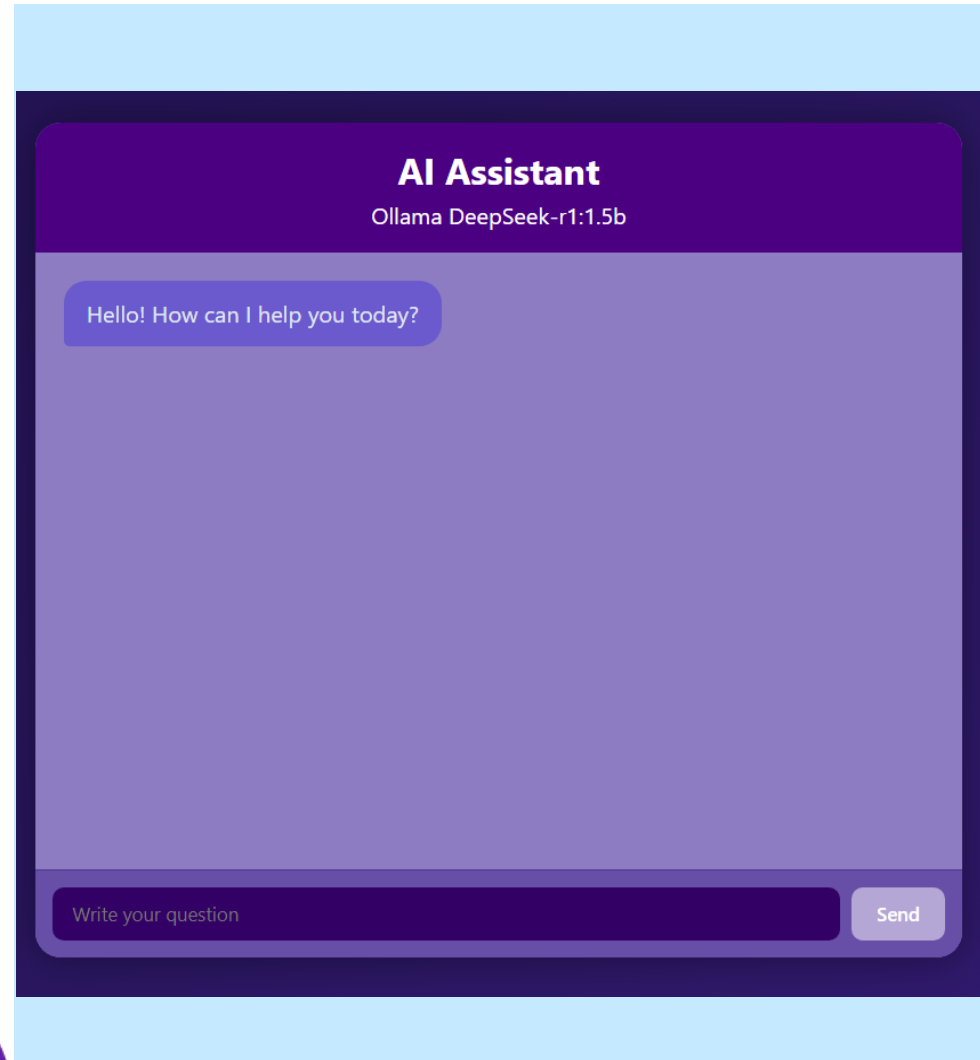 AI Assistant
Ollama DeepSeek-r1:1.5b
Hello! How can I help you today?
Write your question
Send